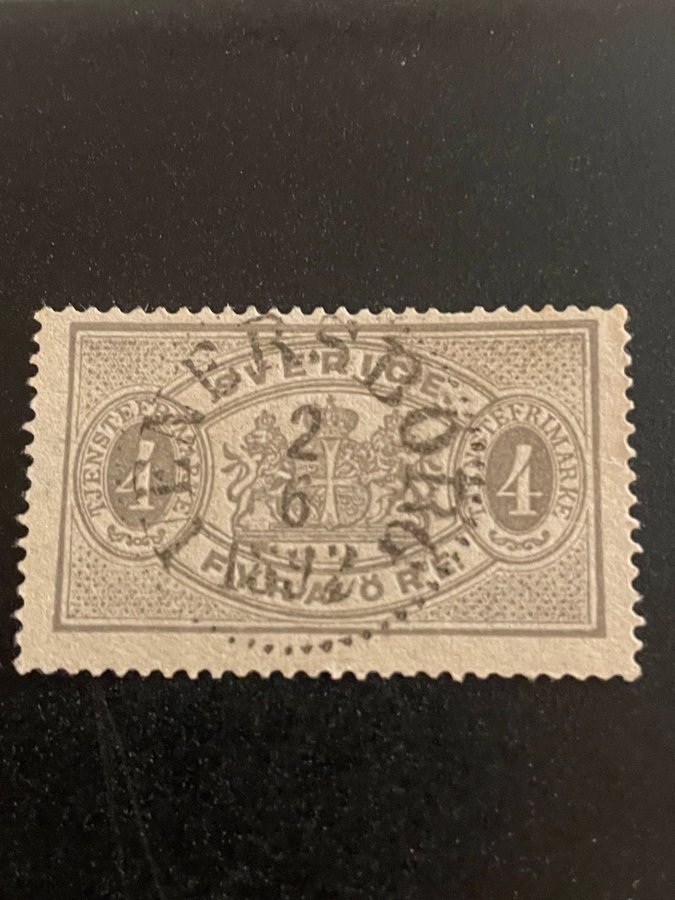 SVERIGE
TJENSTEFRIMÄRKE
4
TJENSTEFRIMÄRKE
4
FYRA ÖRE
2
6